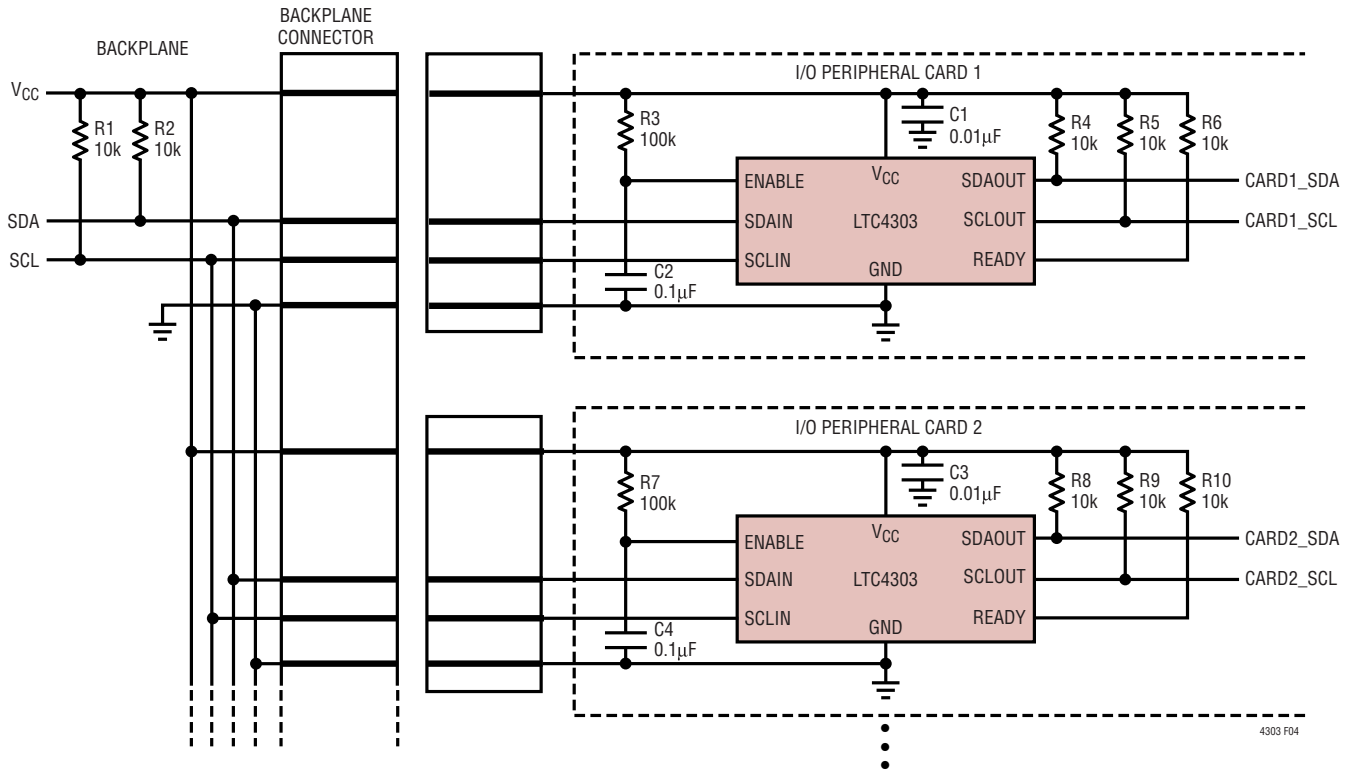 BACKPLANE
CONNECTOR
BACKPLANE
VCC
R1
10k
R2
10k
SDA
SCL
I/O PERIPHERAL CARD 1
R3
100k
C1
0.01µF
R4
10k
R5
10k
R6
10k
ENABLE
VCC
SDAOUT
CARD1_SDA
SDAIN
LTC4303
SCLOUT
CARD1_SCL
SCLIN
GND
READY
C2
0.1µF
I/O PERIPHERAL CARD 2
R7
100k
C3
0.01µF
R8
10k
R9
10k
R10
10k
ENABLE
VCC
SDAOUT
CARD2_SDA
SDAIN
LTC4303
SCLOUT
CARD2_SCL
SCLIN
GND
READY
C4
0.1µF
4303 F04